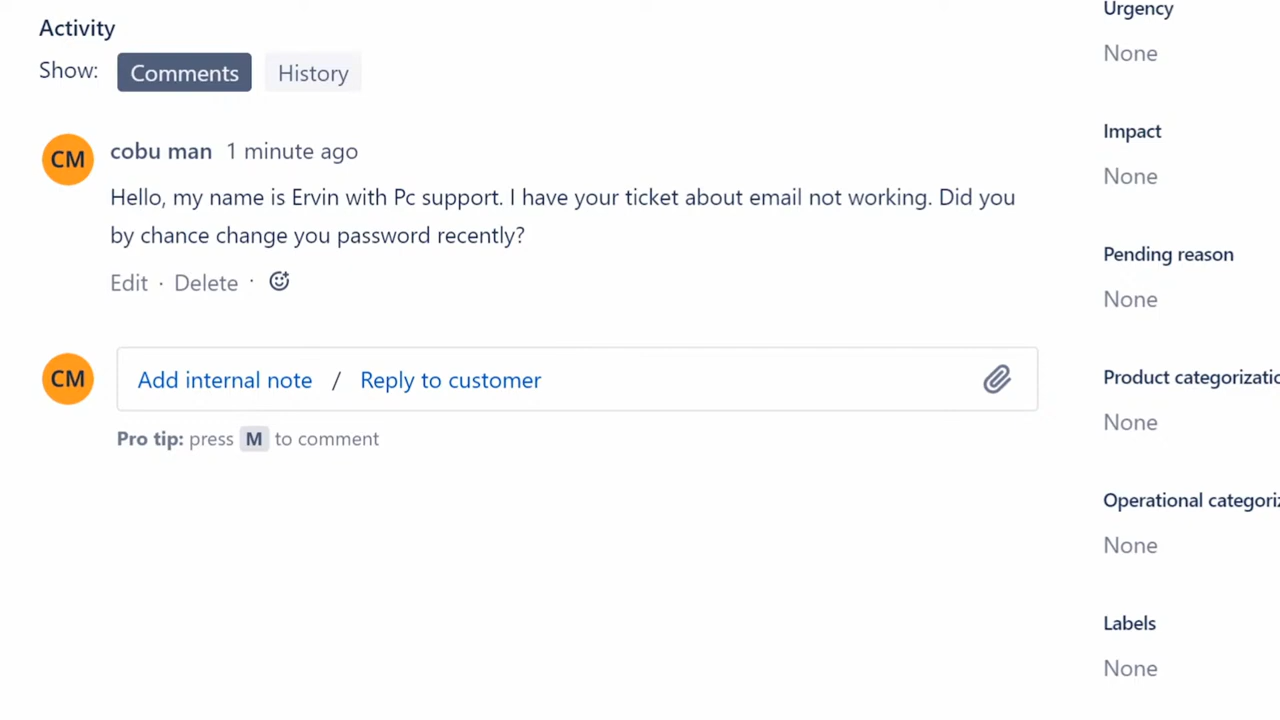 Activity
Show: Comments History
CM cobu man 1 minute ago
Hello, my name is Ervin with Pc support. I have your ticket about email not working. Did you
by chance change you password recently?
Edit · Delete ·
CM Add internal note / Reply to customer
Pro tip: press M to comment
Urgency
None
Impact
None
Pending reason
None
Product categorizatio
None
Operational categoriz
None
Labels
None